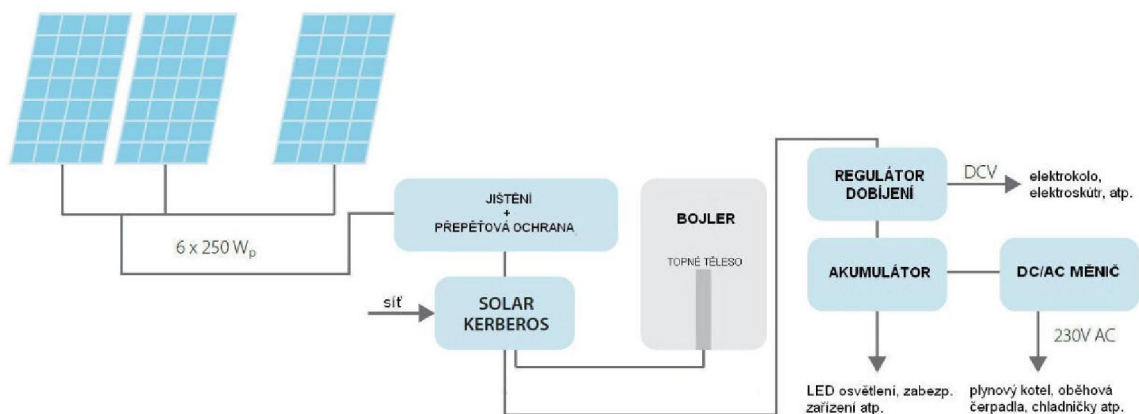 6 x 250 Wp
JIŠTĚNÍ
+
PŘEPĚŤOVÁ OCHRANA
síť
SOLAR
KERBEROS
BOJLER
TOPNÉ TĚLESO
REGULÁTOR
DOBÍJENÍ
DCV
elektrokolo,
elektroskútr, atp.
AKUMULÁTOR
DC/AC MĚNIČ
230V AC
LED osvětlení, zabezp.
zařízení atp.
plynový kotel, oběhová
čerpadla, chladničky atp.